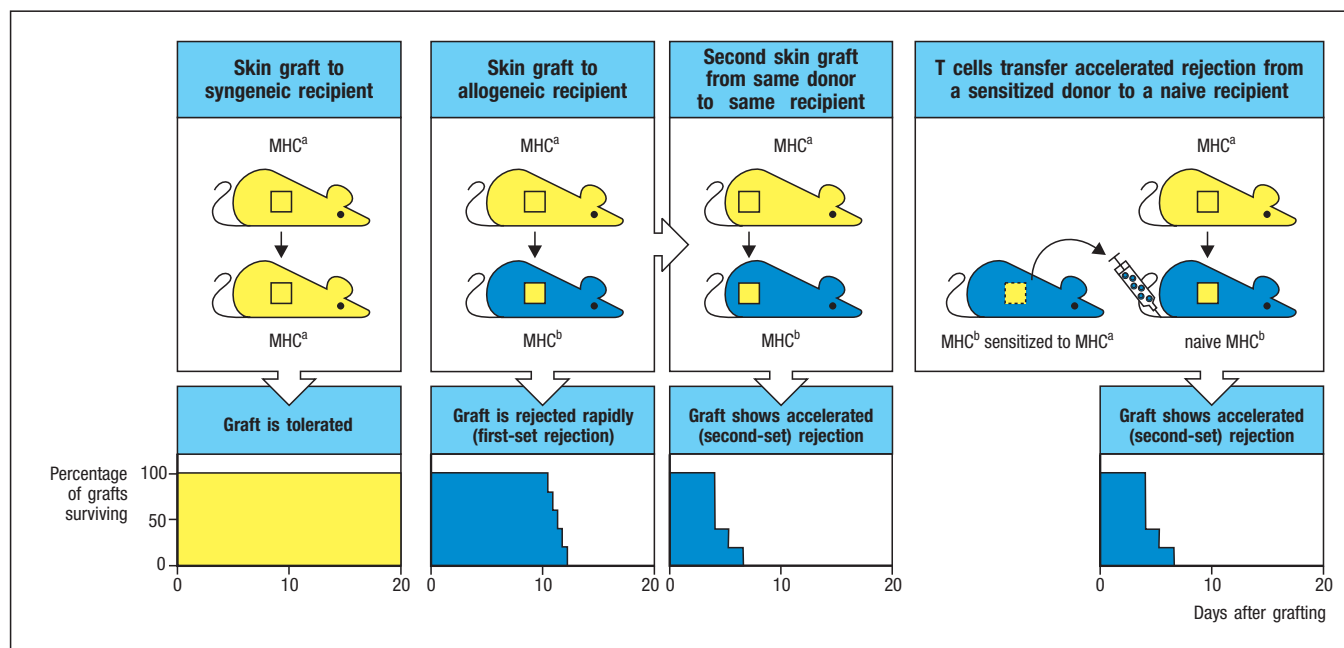 Skin graft to
syngeneic recipient
MHCa
MHCa
Graft is tolerated
Skin graft to
allogeneic recipient
MHCa
MHCb
Graft is rejected rapidly
(first-set rejection)
Second skin graft
from same donor
to same recipient
MHCa
MHCb
Graft shows accelerated
(second-set) rejection
T cells transfer accelerated rejection from
a sensitized donor to a naive recipient
MHCa
MHCb sensitized to MHCa
naive MHCb
Graft shows accelerated
(second-set) rejection
Percentage
of grafts
surviving
100
50
0
0 10 20
0 10 20
0 10 20
0 10 20
Days after grafting